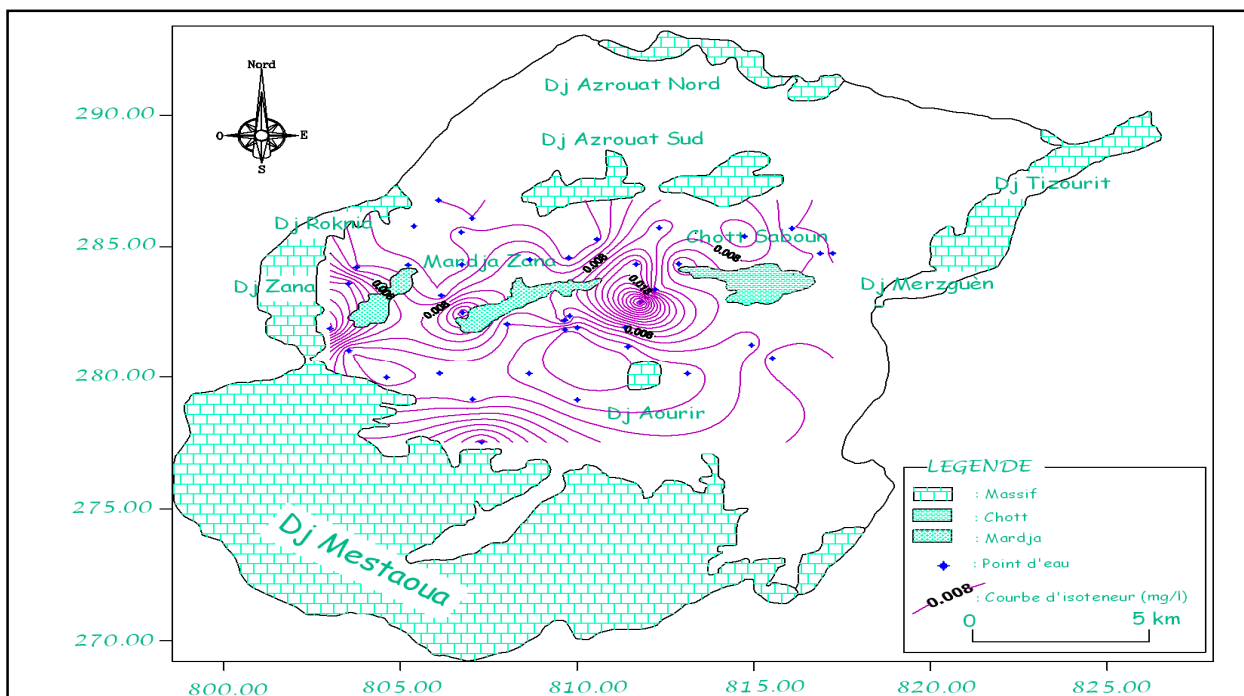 Nord
O
E
S
Dj Azrouat Nord
Dj Azrouat Sud
Dj Tizourit
Dj Roknia
Mardja Zana
Chott Saboun
Dj Zana
Dj Merzguen
Dj Aourir
Dj Mestaoua
0.008
0.008
0.008
0.016
0.008
0.008
290.00
285.00
280.00
275.00
270.00
800.00
805.00
810.00
815.00
820.00
825.00
LEGENDE
: Massif
: Chott
: Mardja
: Point d'eau
0.008 : Courbe d'isoteneur (mg/l)
0 5 km